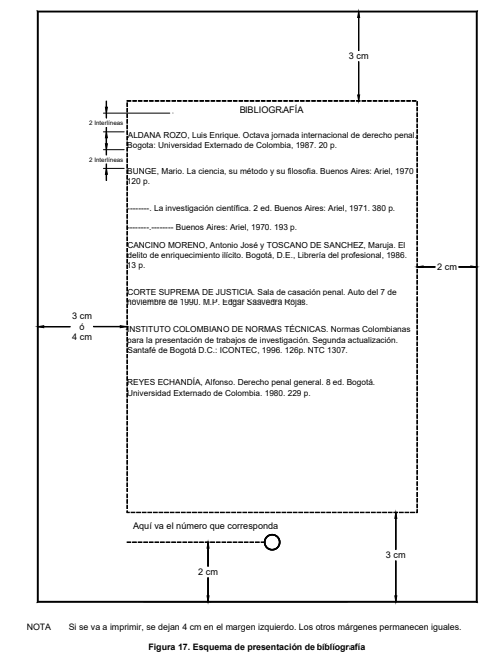 3 cm
BIBLIOGRAFÍA
2 Interlíneas
ALDANA ROZO, Luis Enrique. Octava jornada internacional de derecho penal.
Bogota: Universidad Externado de Colombia, 1987. 20 p.
2 Interlíneas
BUNGE, Mario. La ciencia, su método y su filosofia. Buenos Aires: Ariel, 1970
120 p.
--------. La investigación científica. 2 ed. Buenos Aires: Ariel, 1971. 380 p.
--------.-------- Buenos Aires: Ariel, 1970. 193 p.
CANCINO MORENO, Antonio José y TOSCANO DE SANCHEZ, Maruja. El
delito de enriquecimiento ilícito. Bogotá, D.E., Librería del profesional, 1986.
13 p.
2 cm
CORTE SUPREMA DE JUSTICIA. Sala de casación penal. Auto del 7 de
noviembre de 1990. M.P. Edgar Saavedra Rojas.
3 cm
ó
4 cm
INSTITUTO COLOMBIANO DE NORMAS TÉCNICAS. Normas Colombianas
para la presentación de trabajos de investigación. Segunda actualización.
Santafé de Bogotá D.C.: ICONTEC, 1996. 126p. NTC 1307.
REYES ECHANDÍA, Alfonso. Derecho penal general. 8 ed. Bogotá.
Universidad Externado de Colombia. 1980. 229 p.
Aquí va el número que corresponda
3 cm
2 cm
NOTA Si se va a imprimir, se dejan 4 cm en el margen izquierdo. Los otros márgenes permanecen iguales.
Figura 17. Esquema de presentación de bibliografía